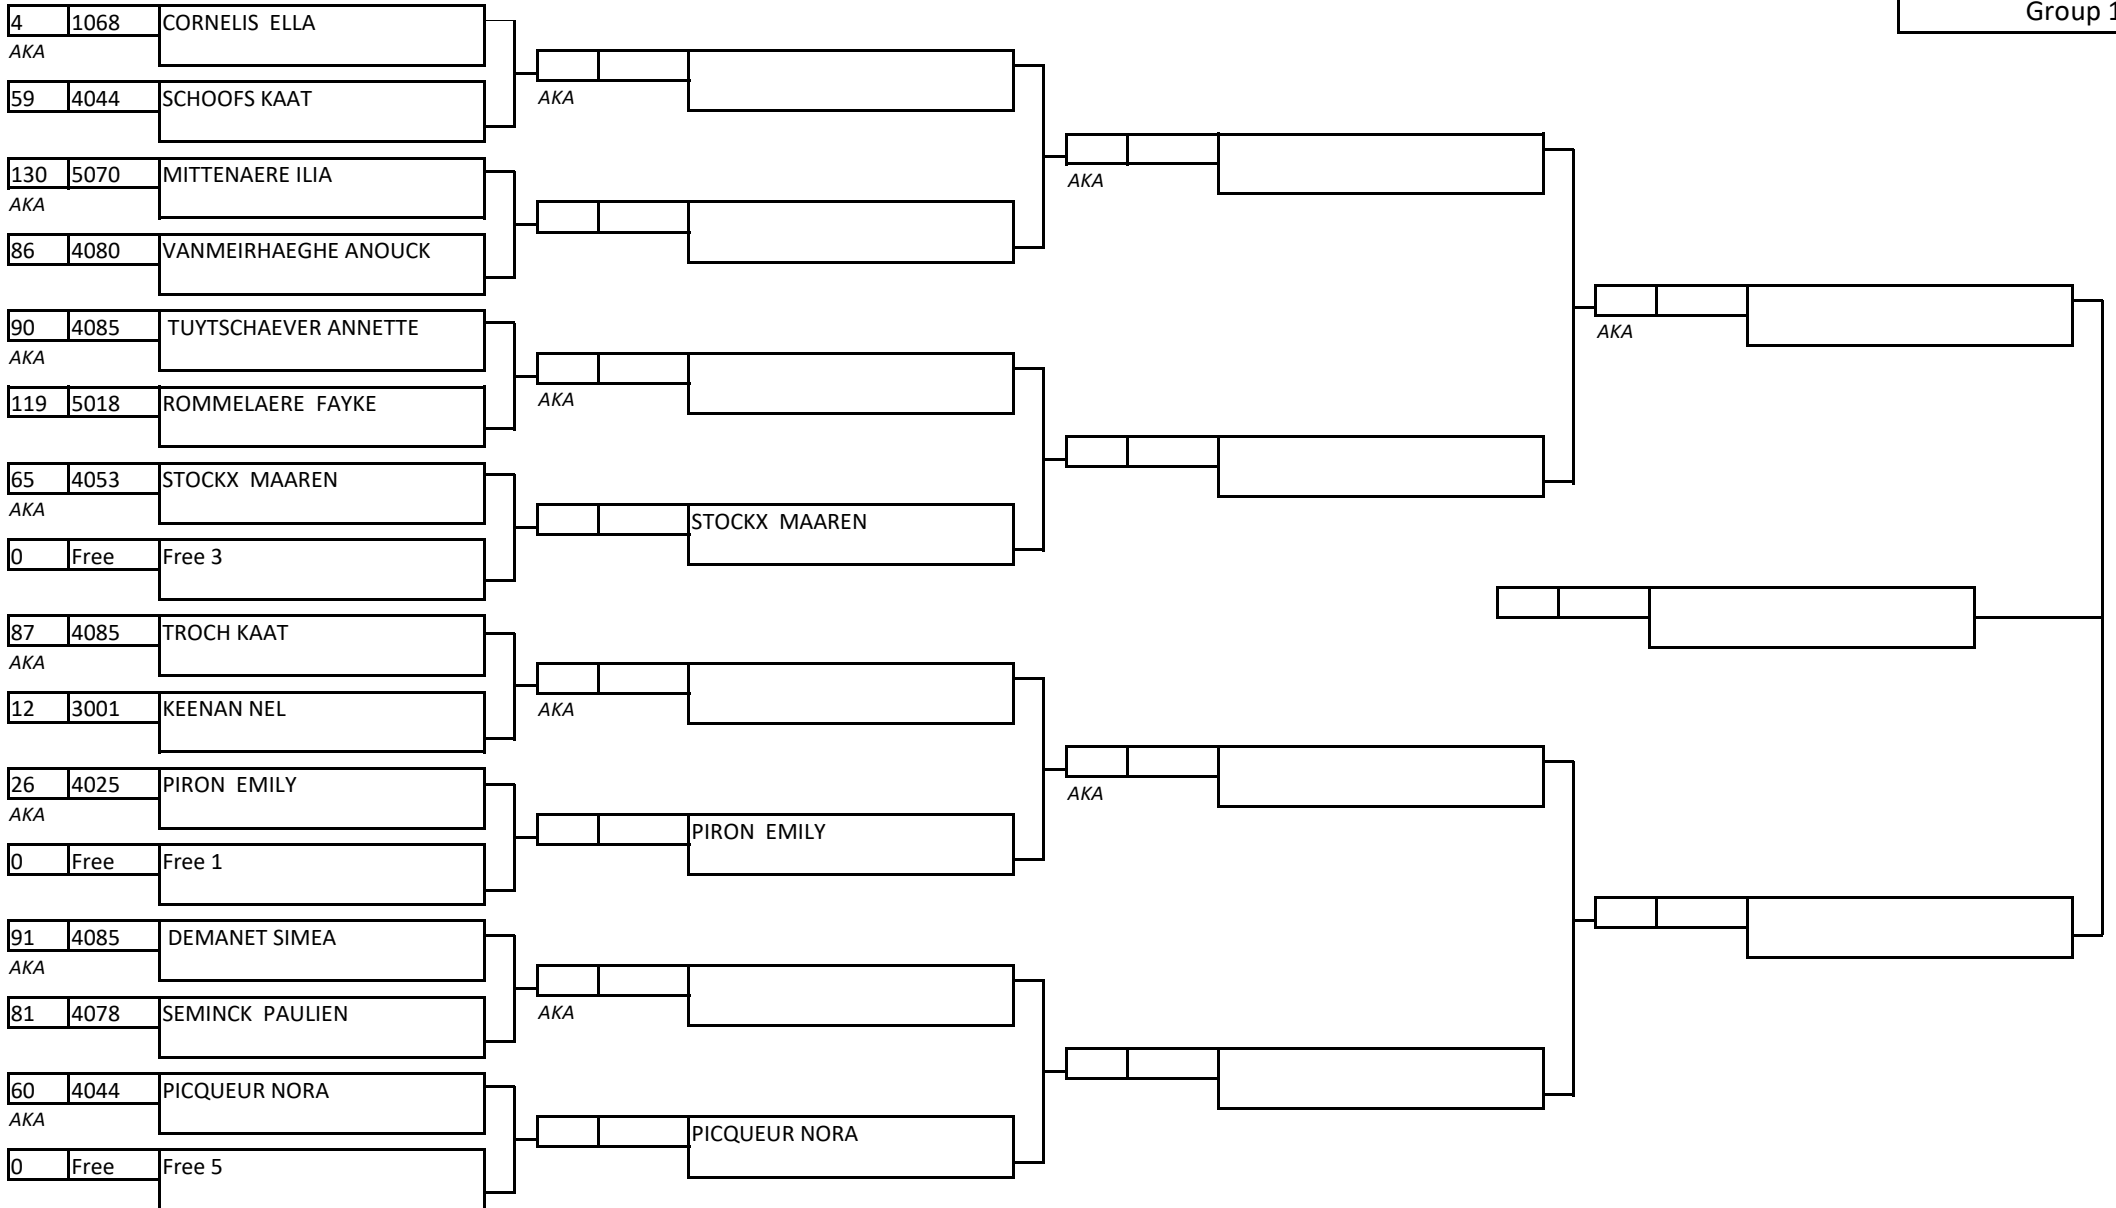 Group 1
4 1068 CORNELIS  ELLA
AKA
AKA
59 4044 SCHOOFS KAAT
130 5070 MITTENAERE ILIA
AKA
AKA
86 4080 VANMEIRHAEGHE ANOUCK
90 4085 TUYTSCHAEVER ANNETTE
AKA
AKA
AKA
119 5018 ROMMELAERE  FAYKE
65 4053 STOCKX  MAAREN
AKA
STOCKX  MAAREN
0 Free Free 3
87 4085 TROCH KAAT
AKA
12 3001 KEENAN NEL
AKA
26 4025 PIRON  EMILY
AKA
AKA
PIRON  EMILY
0 Free Free 1
91 4085 DEMANET SIMEA
AKA
81 4078 SEMINCK  PAULIEN
AKA
60 4044 PICQUEUR NORA
AKA
PICQUEUR NORA
0 Free Free 5